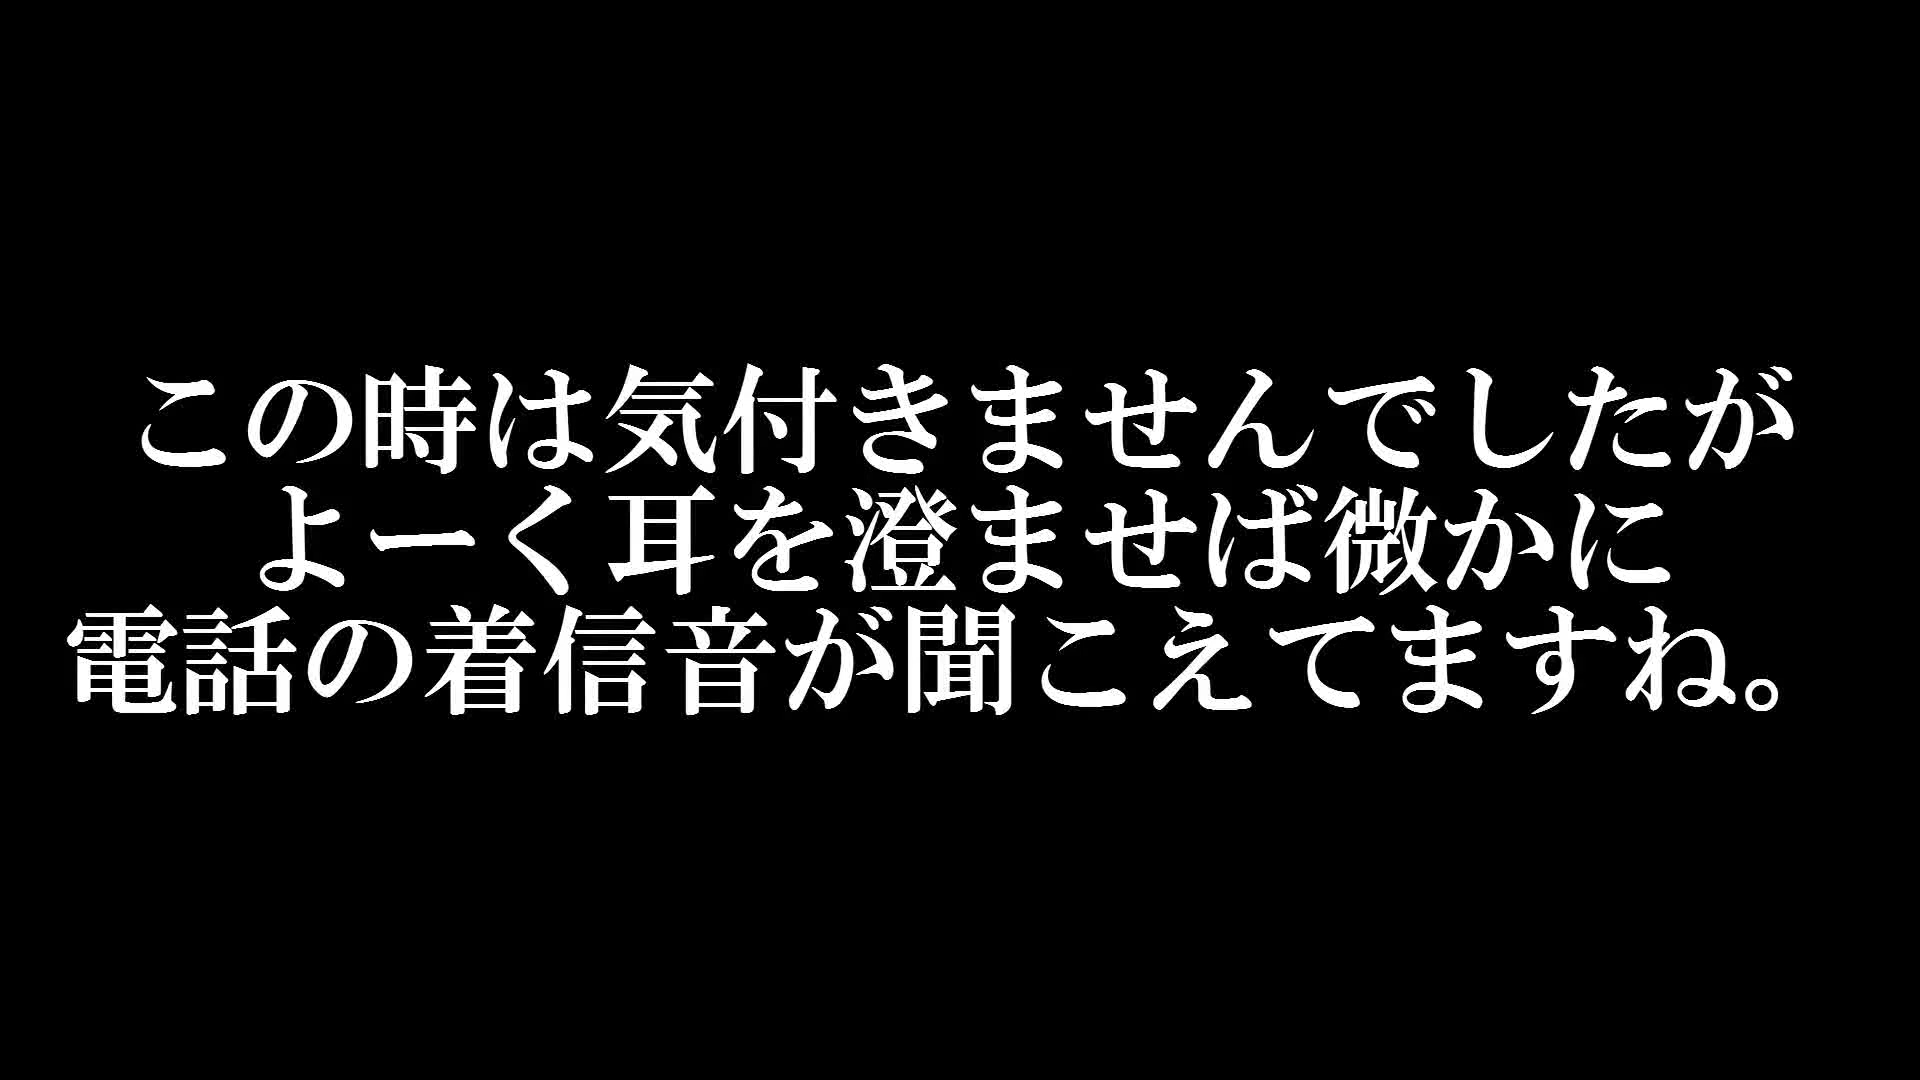 この時は気付きませんでしたが
よーく耳を澄ませば微かに
電話の着信音が聞こえてますね。